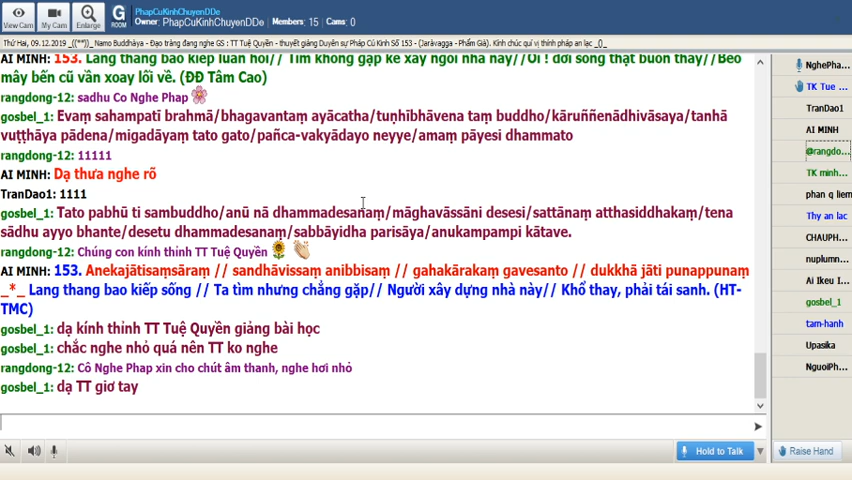 View Cam
My Cam
Enlarge
G
ROOM
PhapCuKinhChuyenDDe
Owner: PhapCuKinhChuyenDDe | Members: 15 | Cams: 0
Thứ Hai, 09.12.2019 _((**))_ Namo Buddhàya - Đạo tràng đang nghe GS : TT Tuệ Quyền - thuyết giảng Duyên sự Pháp Cú Kinh Số 153 - (Jaràvagga - Phẩm Già). Kính chúc quí vị thính pháp an lạc _()_
AI MINH: 153. Lang thang bao kiếp luân hồi// Tìm không gặp kẻ xây ngôi nhà này//Ôi ! đời sống thật buồn thay//Bèo
mây bến cũ vần xoay lối về. (ĐĐ Tâm Cao)
rangdong-12: sadhu Co Nghe Phap
gosbel_1: Evaṃ sahampatī brahmā/bhagavantaṃ ayācatha/tuṇhībhāvena taṃ buddho/kāruññenādhivāsaya/tanhā
vuṭṭhāya pādena/migadāyaṃ tato gato/pañca-vakyādayo neyye/amaṃ pāyesi dhammato
rangdong-12: 11111
AI MINH: Dạ thưa nghe rõ
TranDao1: 1111
gosbel_1: Tato pabhū ti sambuddho/anū nā dhammadesanaṃ/māghavássāni desesi/sattānaṃ atthasiddhakaṃ/tena
sādhu ayyo bhante/desetu dhammadesanaṃ/sabbāyidha parisāya/anukampampi kātave.
rangdong-12: Chúng con kính thỉnh TT Tuệ Quyền
AI MINH: 153. Anekajātisaṃsāraṃ // sandhāvissaṃ anibbisaṃ // gahakārakaṃ gavesanto // dukkhā jāti punappunaṃ
_*_ Lang thang bao kiếp sống // Ta tìm nhưng chẳng gặp// Người xây dựng nhà này// Khổ thay, phải tái sanh. (HT-
TMC)
gosbel_1: dạ kính thỉnh TT Tuệ Quyền giảng bài học
gosbel_1: chắc nghe nhỏ quá nên TT ko nghe
rangdong-12: Cô Nghe Phap xin cho chút âm thanh, nghe hơi nhỏ
gosbel_1: dạ TT giơ tay
NghePha...
TK Tue ...
TranDao1
AI MINH
@rangdo...
TK minh...
phan q liem
Thy an lac
CHAUPH...
nuplumn...
Ai Ikeu I...
gosbel_1
tam-hanh
Upasika
NguoiPh...
Hold to Talk
Raise Hand